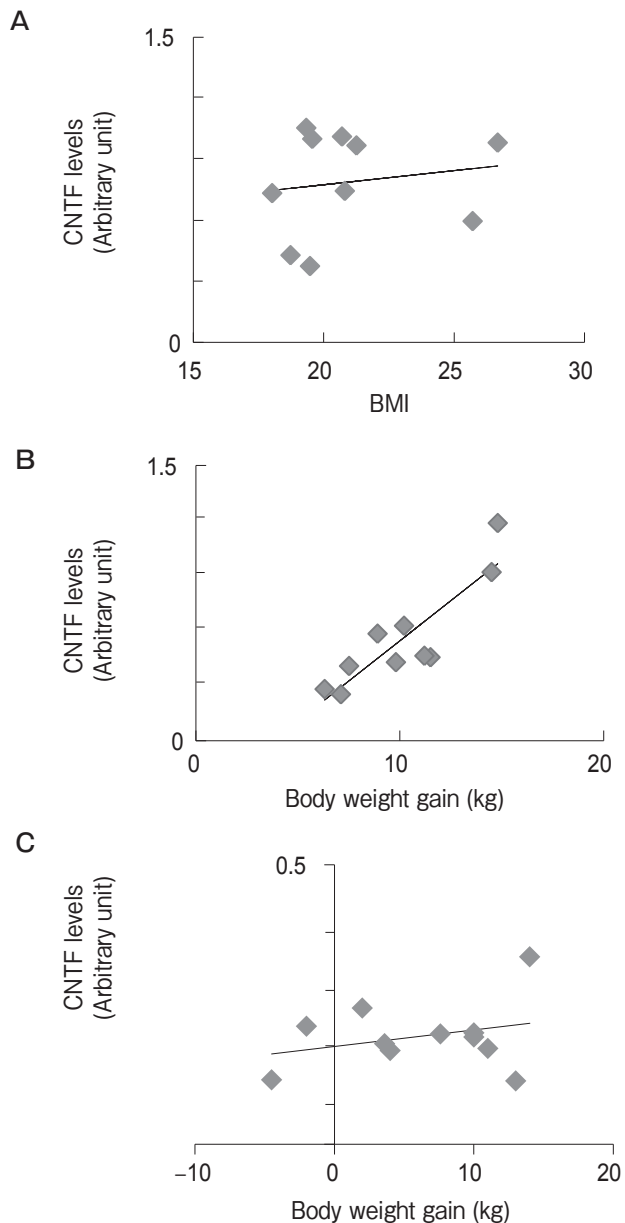 A
1.5
CNTF levels
(Arbitrary unit)
0
15 20 25 30
BMI
B
1.5
CNTF levels
(Arbitrary unit)
0
0 10 20
Body weight gain (kg)
C
0.5
CNTF levels
(Arbitrary unit)
−10 0 10 20
Body weight gain (kg)